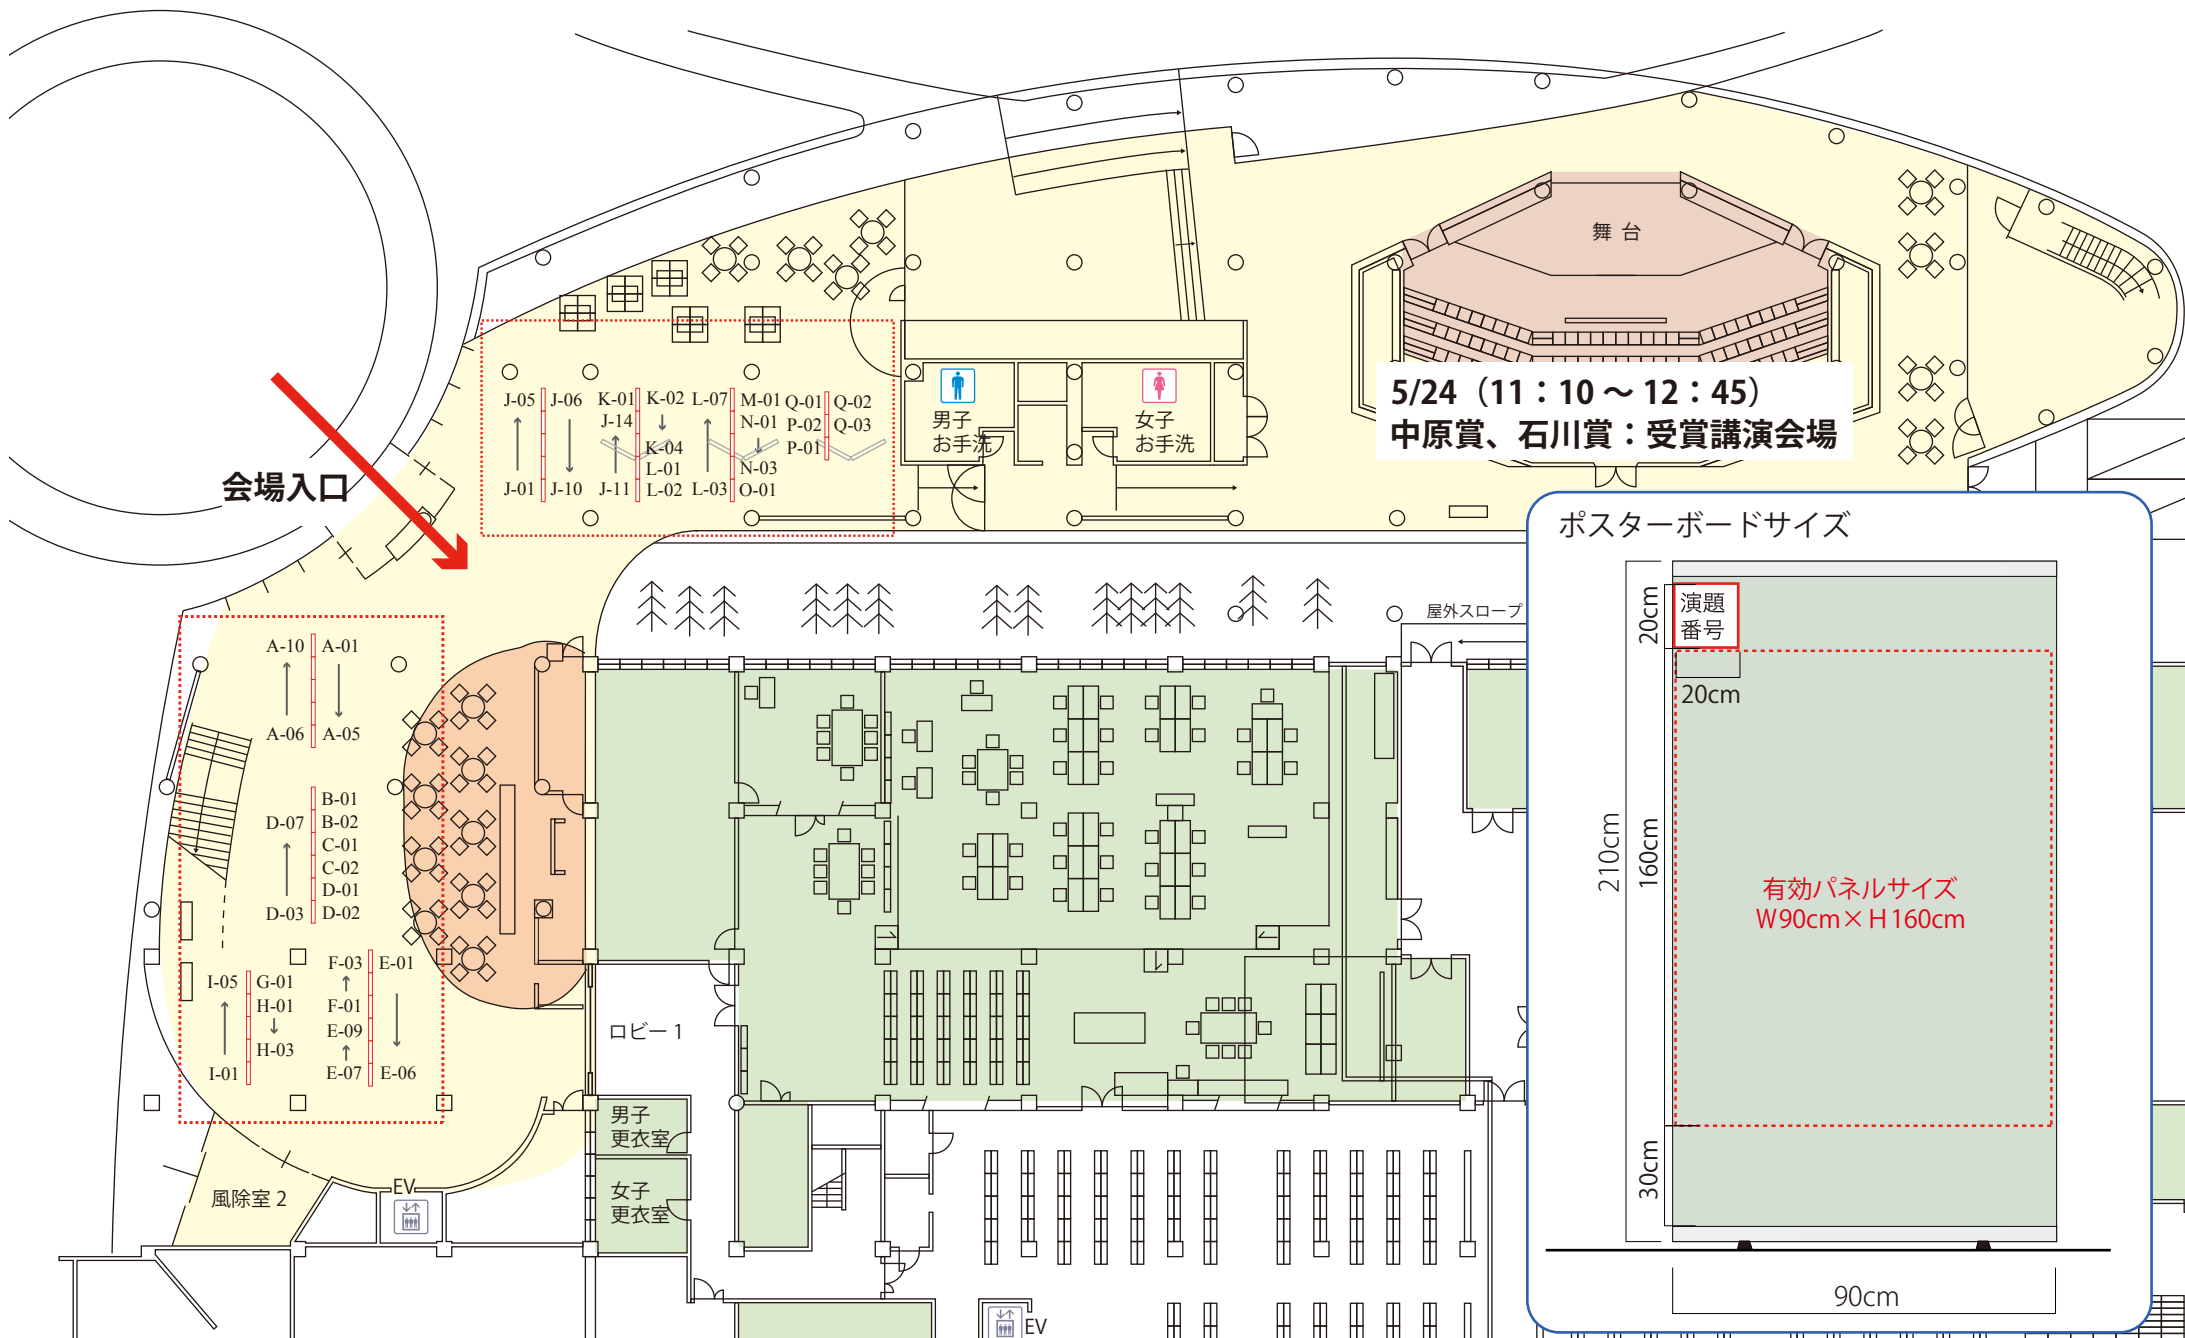 舞 台
5/24（11：10 ～ 12：45）
中原賞、石川賞：受賞講演会場
男子
お手洗
女子
お手洗
会場入口
J-05 J-06 K-01 K-02 L-07 M-01 Q-01 Q-02
J-14 N-01 P-02 Q-03
K-04 P-01
L-01 N-03
J-01 J-10 J-11 L-02 L-03 O-01
ポスターボードサイズ
演題
番号
20cm
20cm
210cm
160cm
有効パネルサイズ
W90cm×H160cm
30cm
90cm
屋外スロープ
A-10 A-01
A-06 A-05
B-01
D-07 B-02
C-01
C-02
D-01
D-03 D-02
F-03 E-01
I-05 G-01
H-01 F-01
E-09
H-03
I-01 E-07 E-06
ロビー 1
男子
更衣室
女子
更衣室
風除室 2
EV
EV